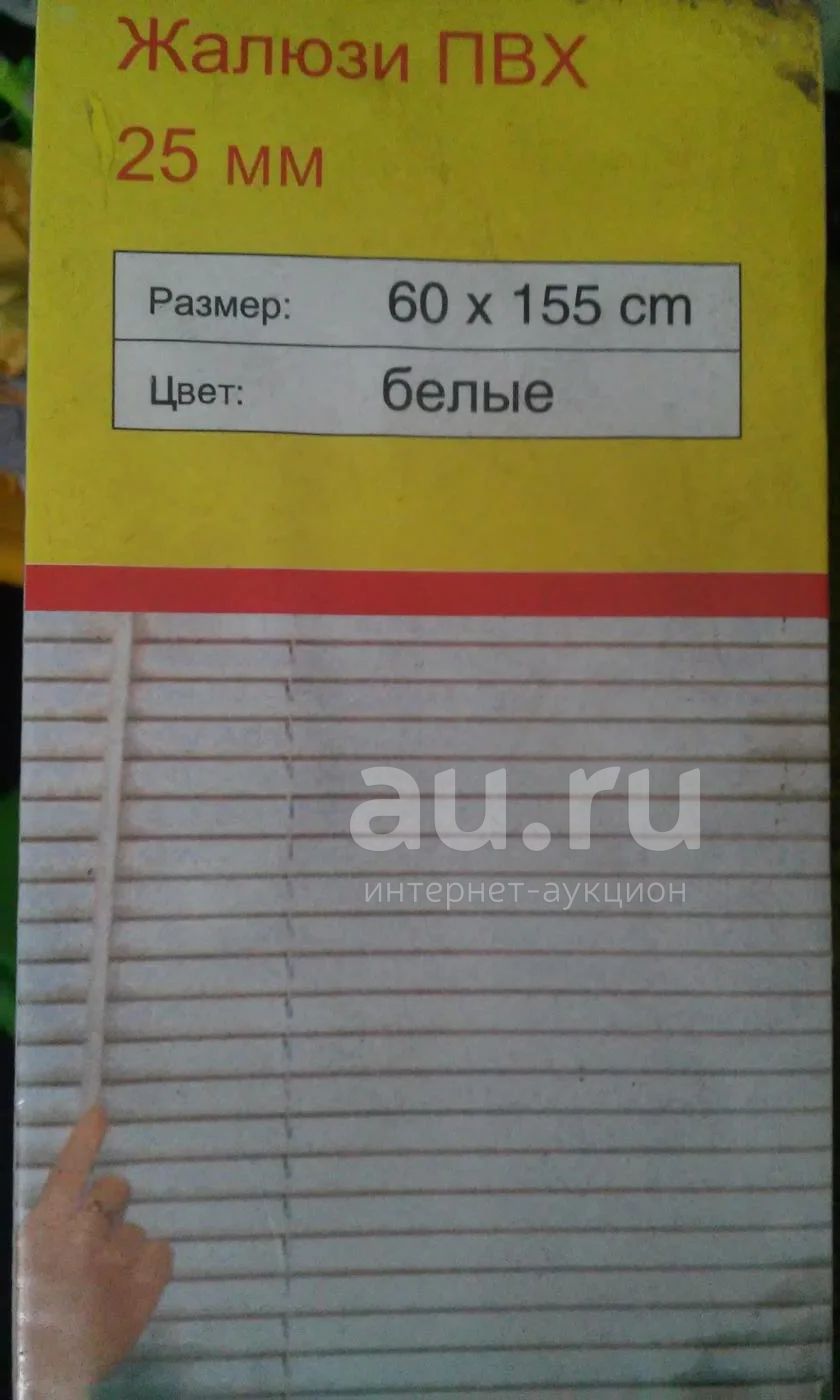 Жалюзи ПВХ
25 мм
Размер: 60 x 155 cm
Цвет: белые
au.ru
интернет-аукцион